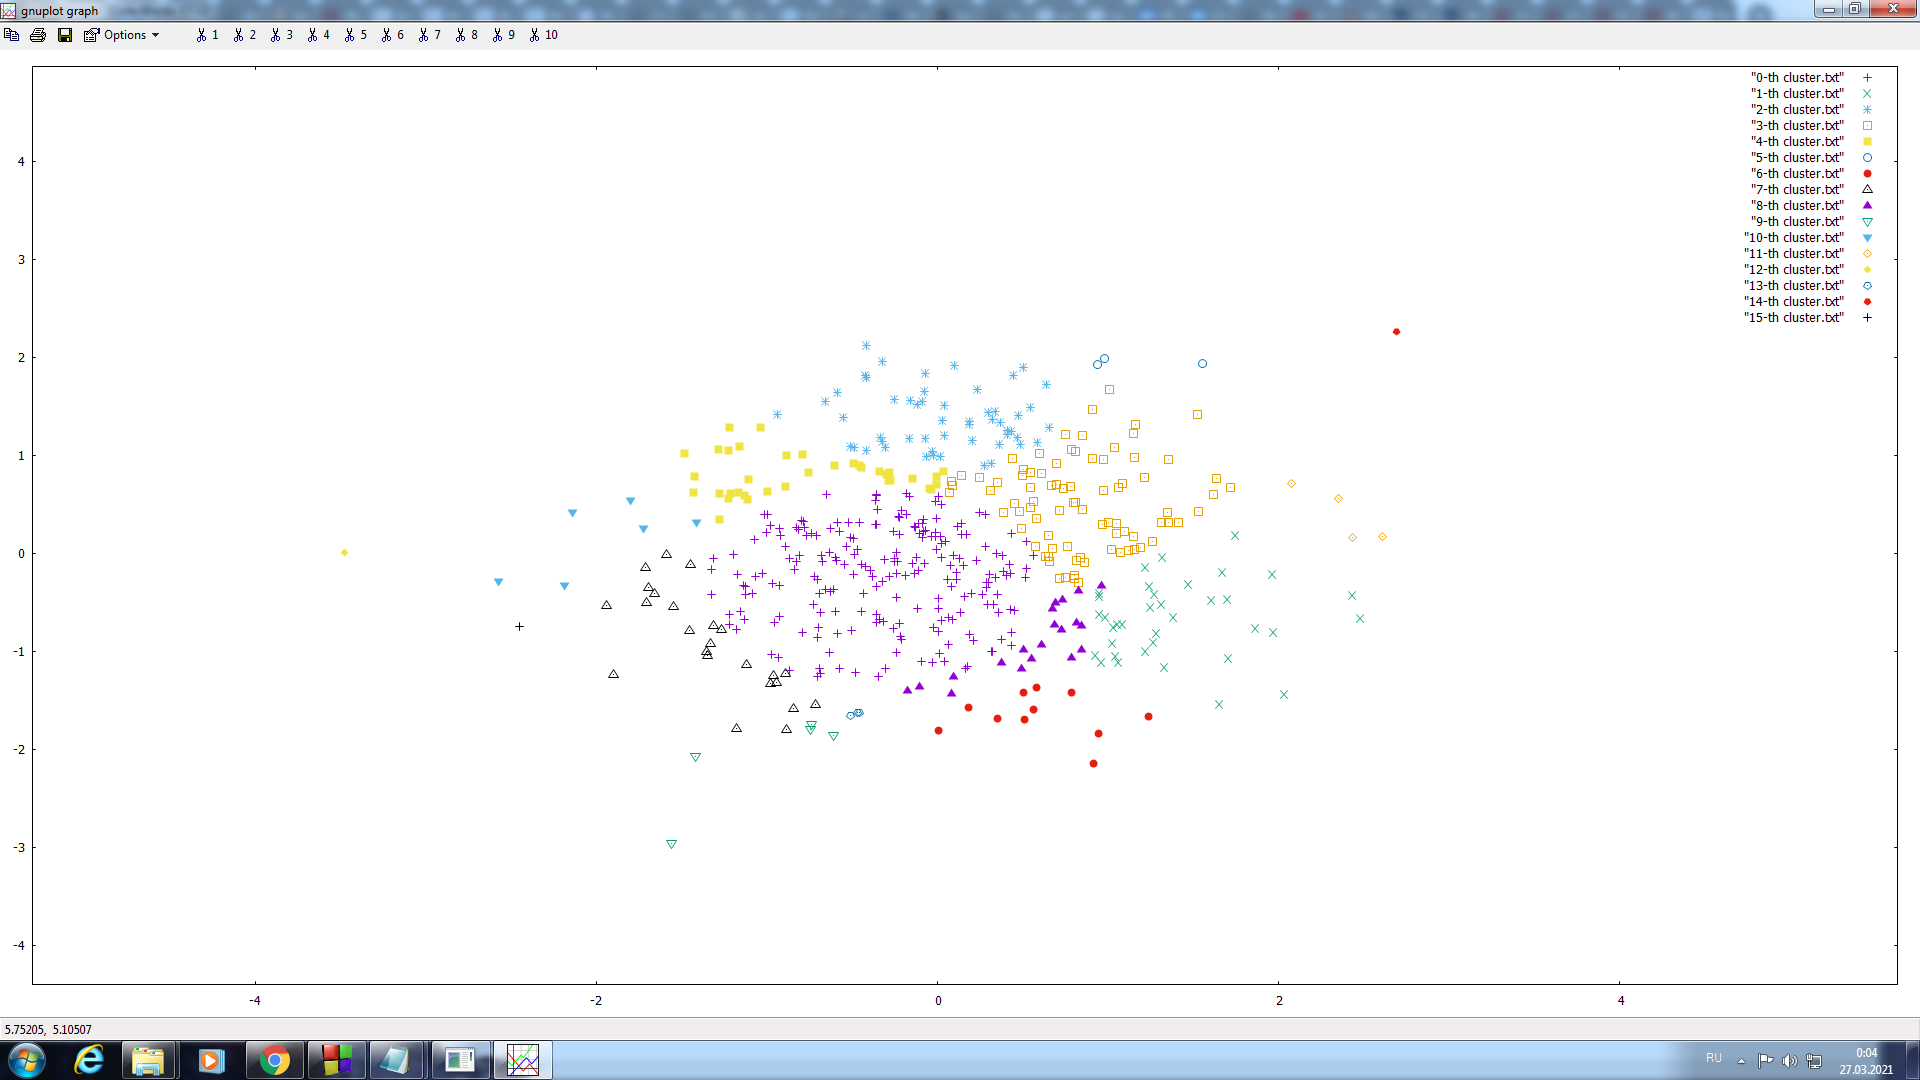 gnuplot graph
Options 1 2 3 4 5 6 7 8 9 10
"0-th cluster.txt"
"1-th cluster.txt"
"2-th cluster.txt"
"3-th cluster.txt"
"4-th cluster.txt"
"5-th cluster.txt"
"6-th cluster.txt"
"7-th cluster.txt"
"8-th cluster.txt"
"9-th cluster.txt"
"10-th cluster.txt"
"11-th cluster.txt"
"12-th cluster.txt"
"13-th cluster.txt"
"14-th cluster.txt"
"15-th cluster.txt"
4
3
2
1
0
-1
-2
-3
-4
-4 -2 0 2 4
5.75205, 5.10507
RU
0:04
27.03.2021